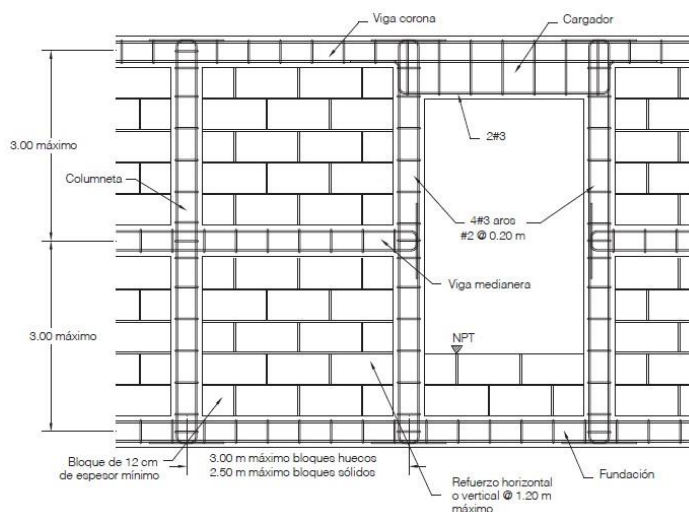 Viga corona
Cargador
3.00 máximo
2#3
Columneta
4#3 aros
#2 @ 0.20 m
Viga medianera
3.00 máximo
NPT
Bloque de 12 cm
de espesor mínimo
3.00 m máximo bloques huecos
2.50 m máximo bloques sólidos
Refuerzo horizontal
o vertical @ 1.20 m
máximo
Fundación